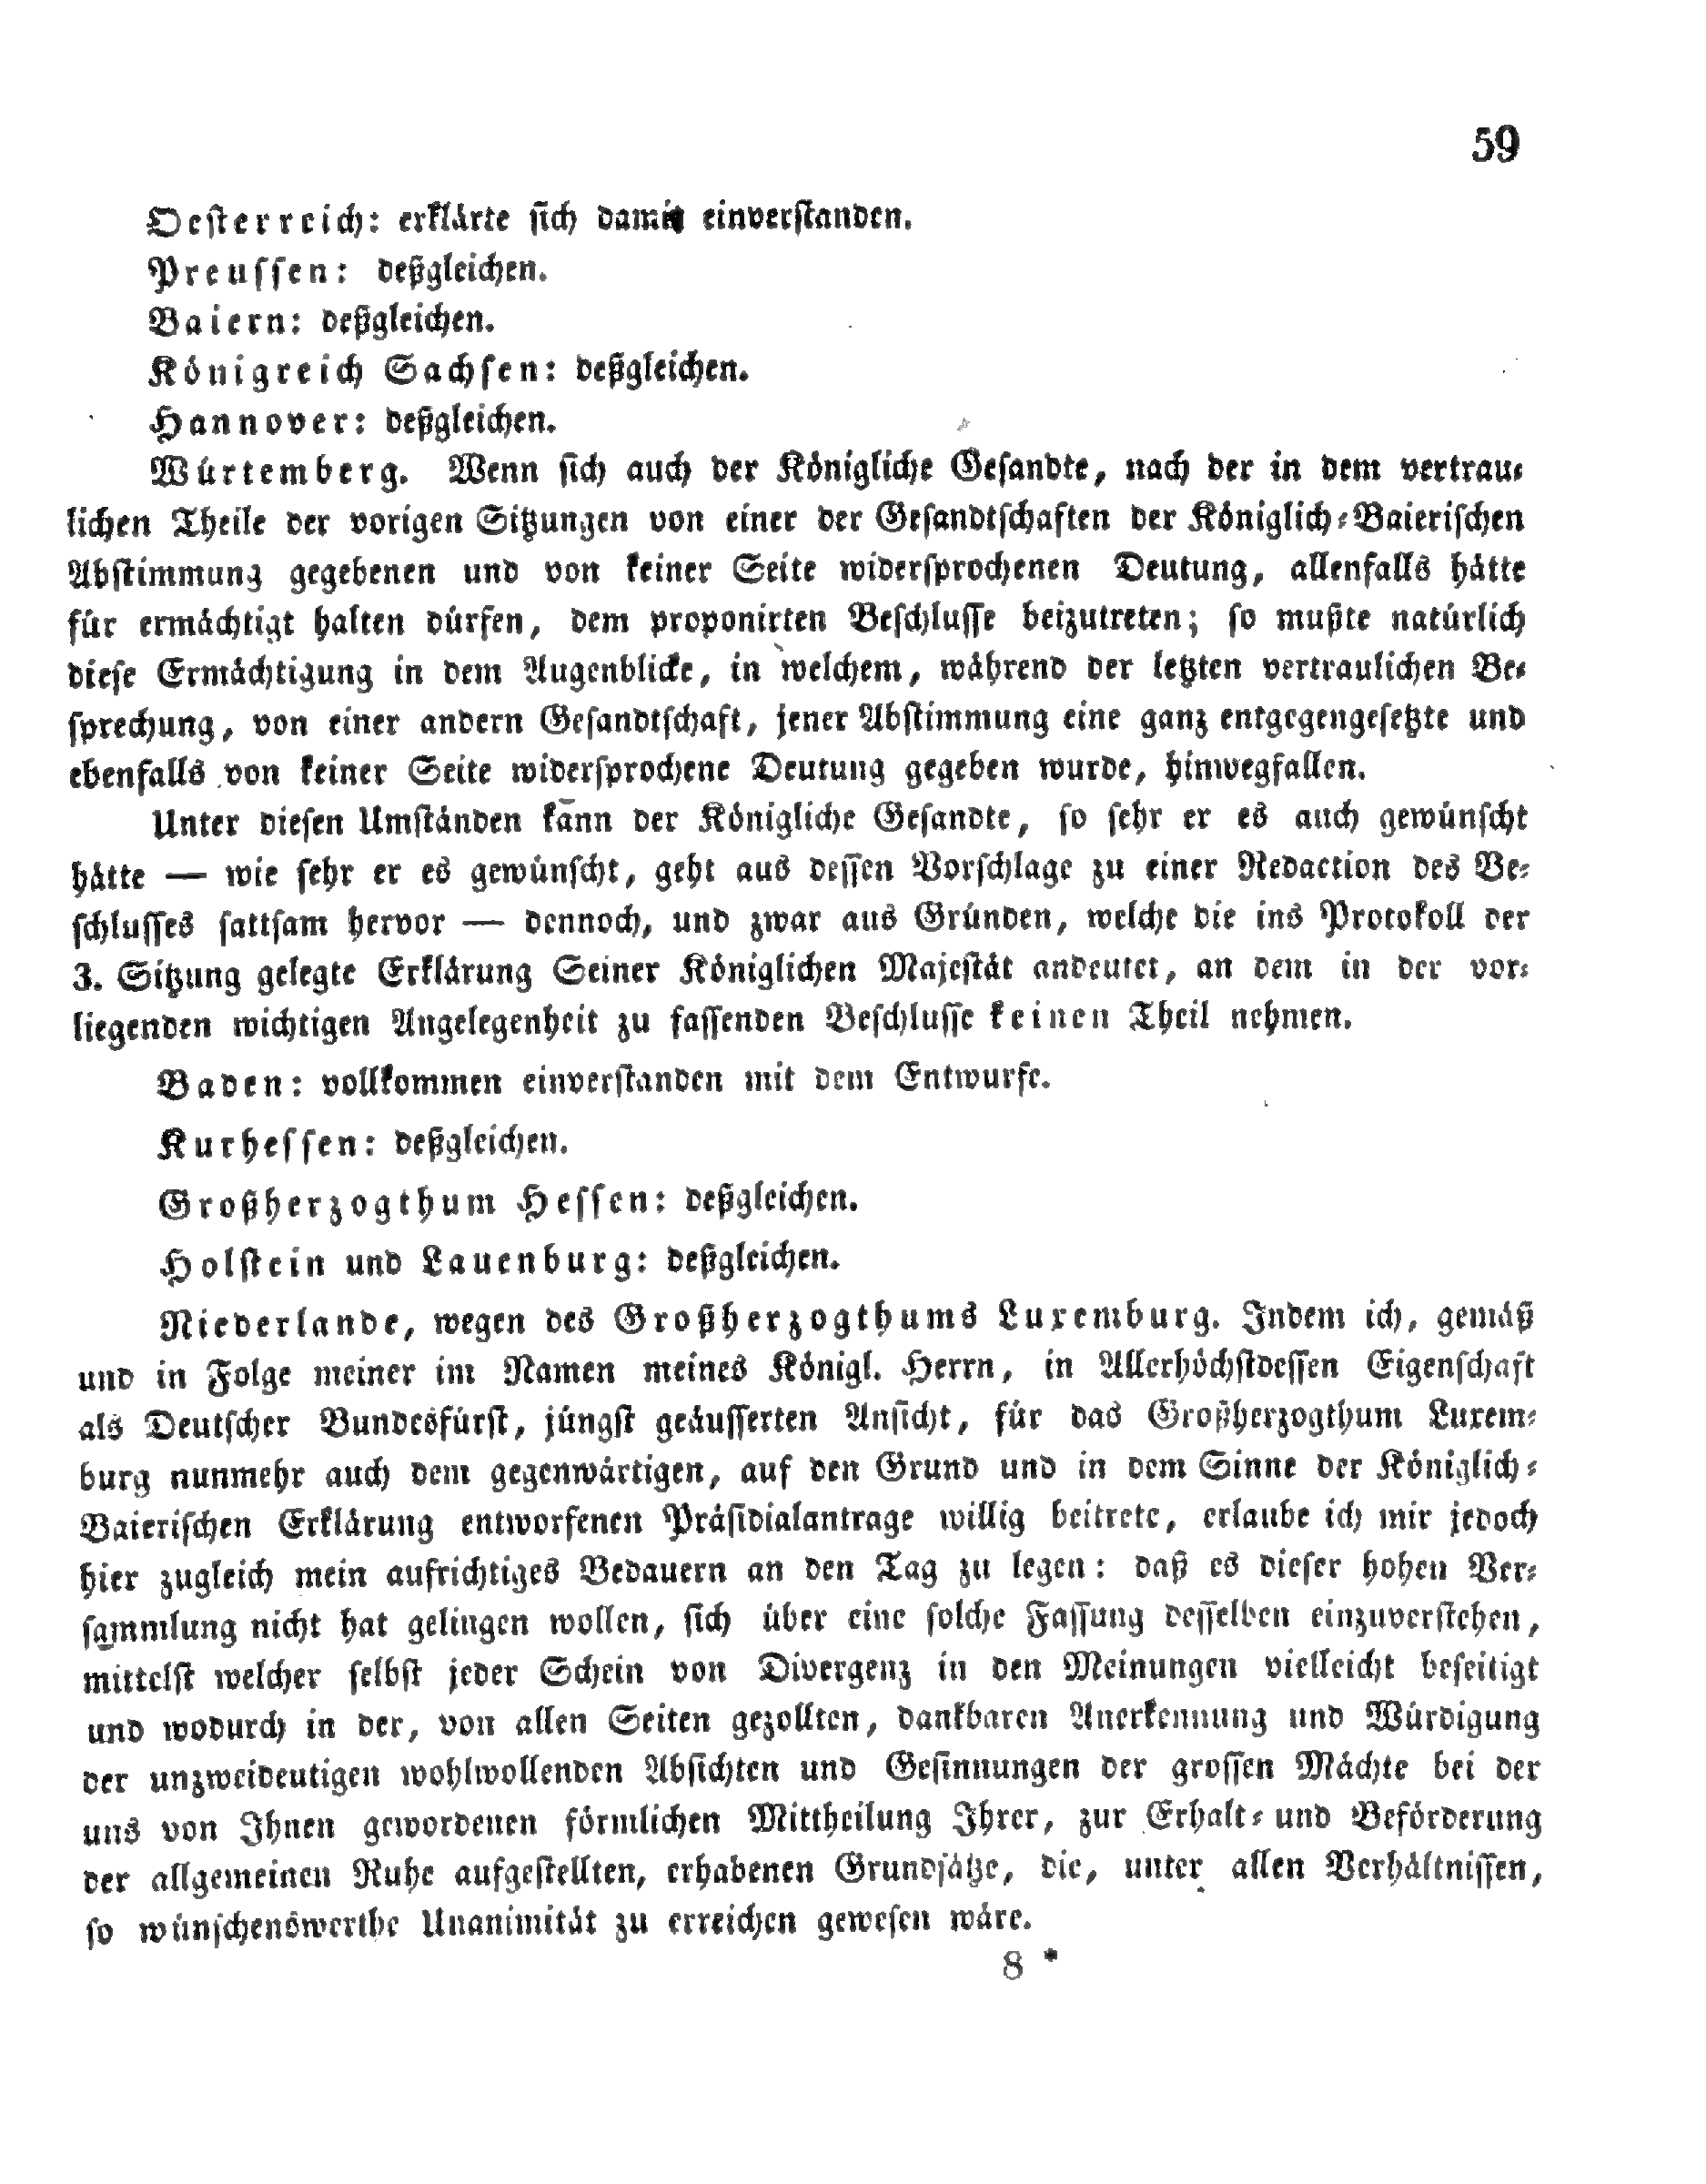 59
Oesterreich: erklärte sich damit einverstanden.
Preussen: deßgleichen.
Baiern: deßgleichen.
Königreich Sachsen: deßgleichen.
Hannover: deßgleichen.
Würtemberg. Wenn sich auch der Königliche Gesandte, nach der in dem vertrau-
lichen Theile der vorigen Sitzungen von einer der Gesandtschaften der Königlich-Baierischen
Abstimmung gegebenen und von keiner Seite widersprochenen Deutung, allenfalls hätte
für ermächtigt halten dürfen, dem proponirten Beschlusse beizutreten; so mußte natürlich
diese Ermächtigung in dem Augenblicke, in welchem, während der letzten vertraulichen Be-
sprechung, von einer andern Gesandtschaft, jener Abstimmung eine ganz entgegengesetzte und
ebenfalls von keiner Seite widersprochene Deutung gegeben wurde, hinwegfallen.
Unter diesen Umständen kann der Königliche Gesandte, so sehr er es auch gewünscht
hätte — wie sehr er es gewünscht, geht aus dessen Vorschlage zu einer Redaction des Be-
schlusses sattsam hervor — dennoch, und zwar aus Gründen, welche die ins Protokoll der
3. Sitzung gelegte Erklärung Seiner Königlichen Majestät andeutet, an dem in der vor-
liegenden wichtigen Angelegenheit zu fassenden Beschlusse keinen Theil nehmen.
Baden: vollkommen einverstanden mit dem Entwurfe.
Kurhessen: deßgleichen.
Großherzogthum Hessen: deßgleichen.
Holstein und Lauenburg: deßgleichen.
Niederlande, wegen des Großherzogthums Luxemburg. Indem ich, gemäß
und in Folge meiner im Namen meines Königl. Herrn, in Allerhöchstdessen Eigenschaft
als Deutscher Bundesfürst, jüngst geäusserten Ansicht, für das Großherzogthum Luxem-
burg nunmehr auch dem gegenwärtigen, auf den Grund und in dem Sinne der Königlich-
Baierischen Erklärung entworfenen Präsidialantrage willig beitrete, erlaube ich mir jedoch
hier zugleich mein aufrichtiges Bedauern an den Tag zu legen: daß es dieser hohen Ver-
sammlung nicht hat gelingen wollen, sich über eine solche Fassung desselben einzuverstehen,
mittelst welcher selbst jeder Schein von Divergenz in den Meinungen vielleicht beseitigt
und wodurch in der, von allen Seiten gezollten, dankbaren Anerkennung und Würdigung
der unzweideutigen wohlwollenden Absichten und Gesinnungen der grossen Mächte bei der
uns von Ihnen gewordenen förmlichen Mittheilung Ihrer, zur Erhalt- und Beförderung
der allgemeinen Ruhe aufgestellten, erhabenen Grundsätze, die, unter allen Verhältnissen,
so wünschenswerthe Unanimität zu erreichen gewesen wäre.
8 *